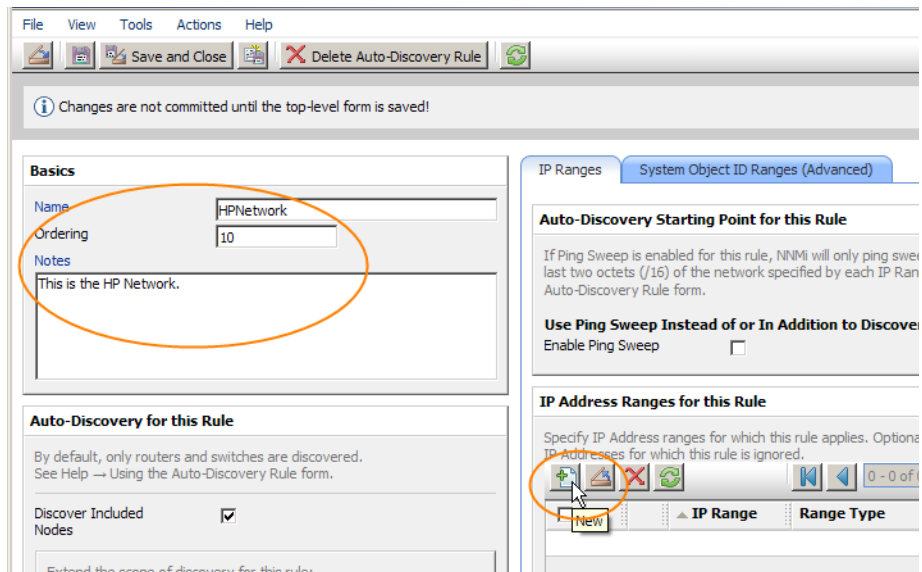 File View Tools Actions Help
Save and Close Delete Auto-Discovery Rule
Changes are not committed until the top-level form is saved!
Basics
Name HPNetwork
Ordering 10
Notes
This is the HP Network.
Auto-Discovery for this Rule
By default, only routers and switches are discovered.
See Help → Using the Auto-Discovery Rule form.
Discover Included
Nodes
Extend the scope of discovery for this rule:
IP Ranges System Object ID Ranges (Advanced)
Auto-Discovery Starting Point for this Rule
If Ping Sweep is enabled for this rule, NNMi will only ping swee
last two octets (/16) of the network specified by each IP Ran
Auto-Discovery Rule form.
Use Ping Sweep Instead of or In Addition to Discover
Enable Ping Sweep
IP Address Ranges for this Rule
Specify IP Address ranges for which this rule applies. Optiona
IP Addresses for which this rule is ignored.
0 - 0 of
New
IP Range Range Type